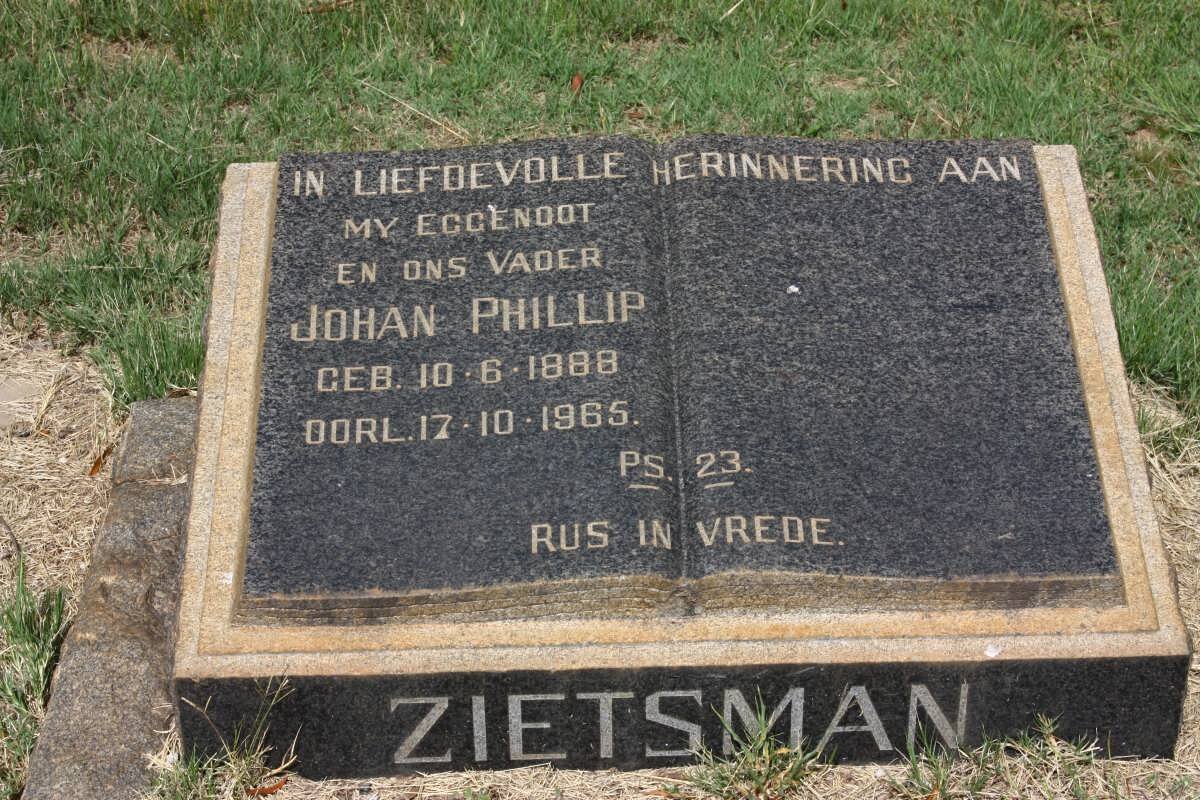 IN LIEFDEVOLLE HERINNERING AAN
MY EGGENOOT
EN ONS VADER
JOHAN PHILLIP
GEB. 10·6·1888
OORL. 17·10·1965.
PS. 23.
RUS IN VREDE.
ZIETSMAN